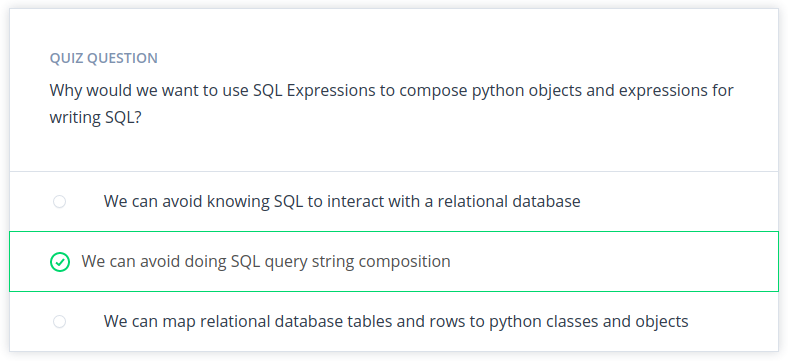 QUIZ QUESTION
Why would we want to use SQL Expressions to compose python objects and expressions for
writing SQL?
We can avoid knowing SQL to interact with a relational database
We can avoid doing SQL query string composition
We can map relational database tables and rows to python classes and objects